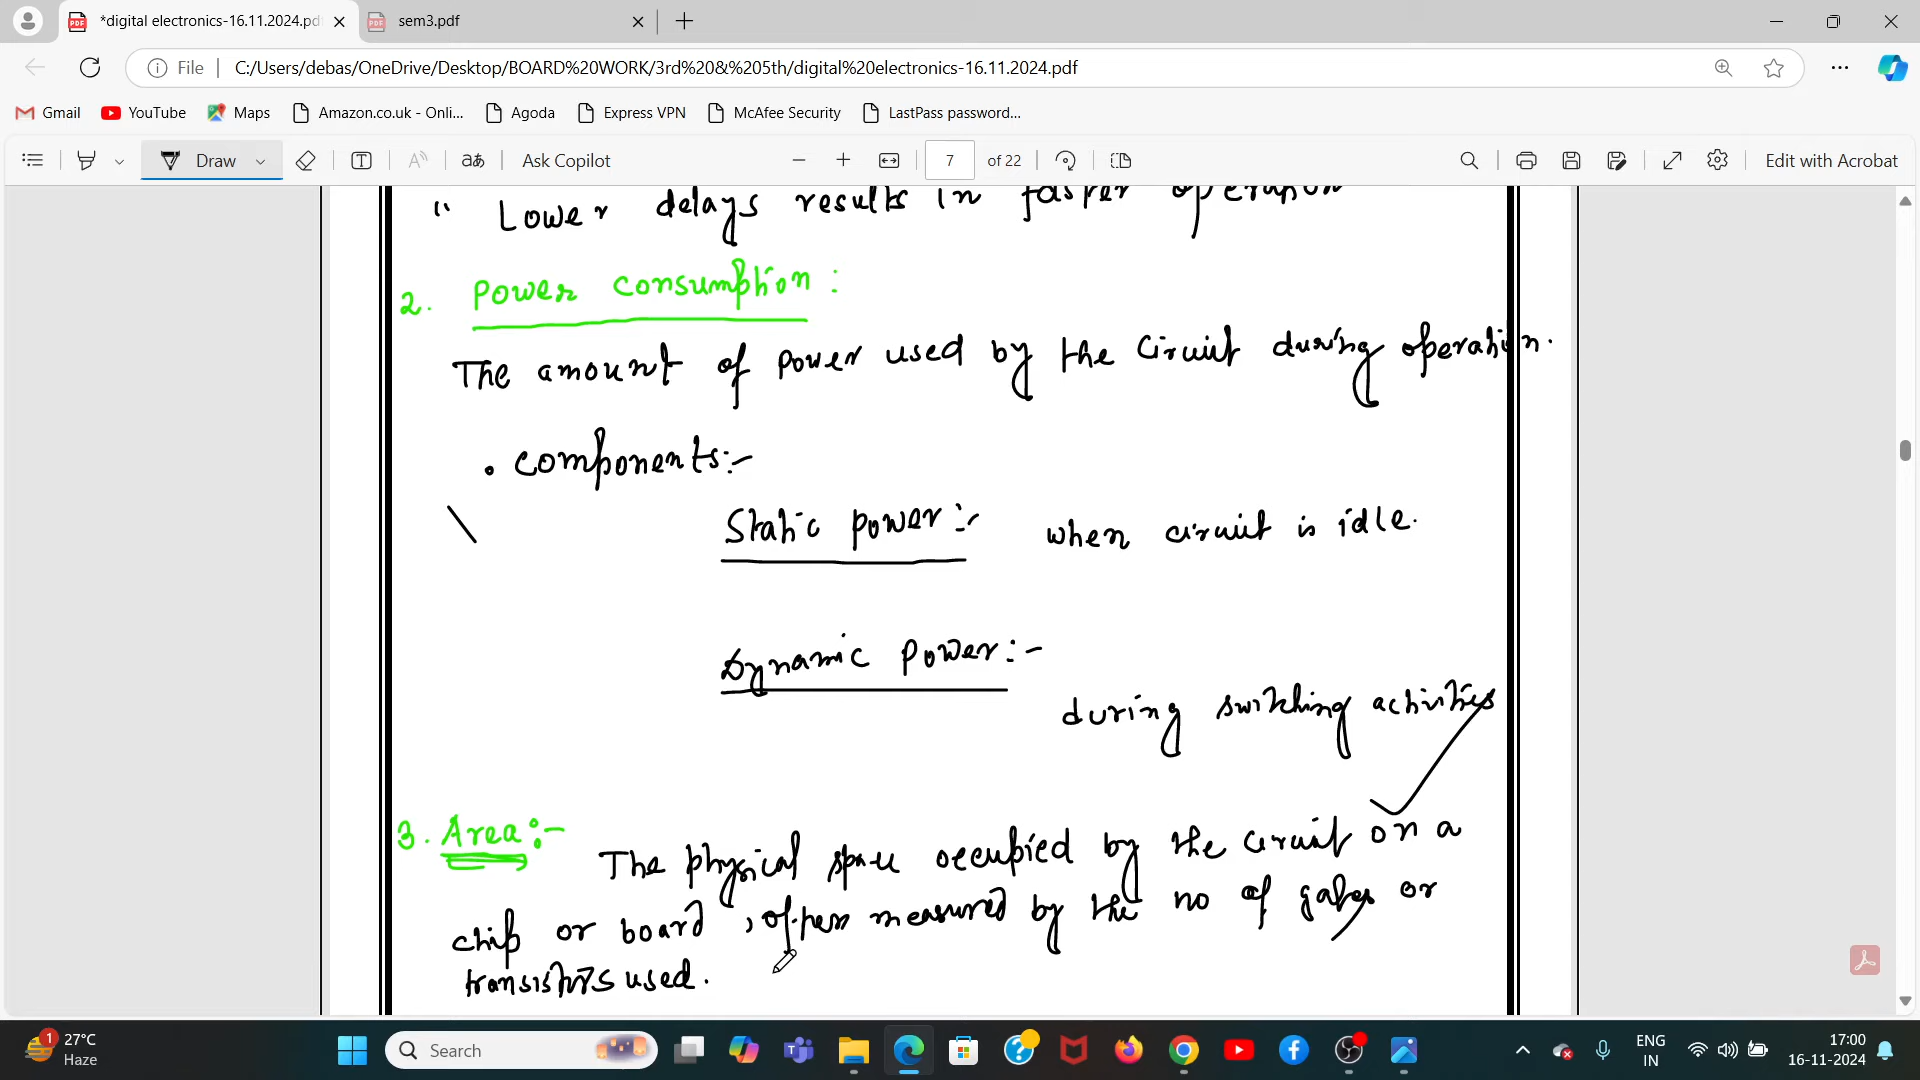 *digital electronics-16.11.2024.pd
sem3.pdf
File
C:/Users/debas/OneDrive/Desktop/BOARD%20WORK/3rd%20&%205th/digital%20electronics-16.11.2024.pdf
Gmail
YouTube
Maps
Amazon.co.uk - Onli...
Agoda
Express VPN
McAfee Security
LastPass password...
Draw
aあ
Ask Copilot
7
of 22
Edit with Acrobat
" Lower delays results in faster operation
2. Power consumption :
The amount of power used by the circuit during operation.
• components:-
Static power:- when circuit is idle.
Dynamic Power:-
during switching activities
3. Area:-
The physical space occupied by the circuit on a
chip or board, often measured by the no of gates or
transistors used.
1
27°C
Haze
Search
ENG
IN
17:00
16-11-2024